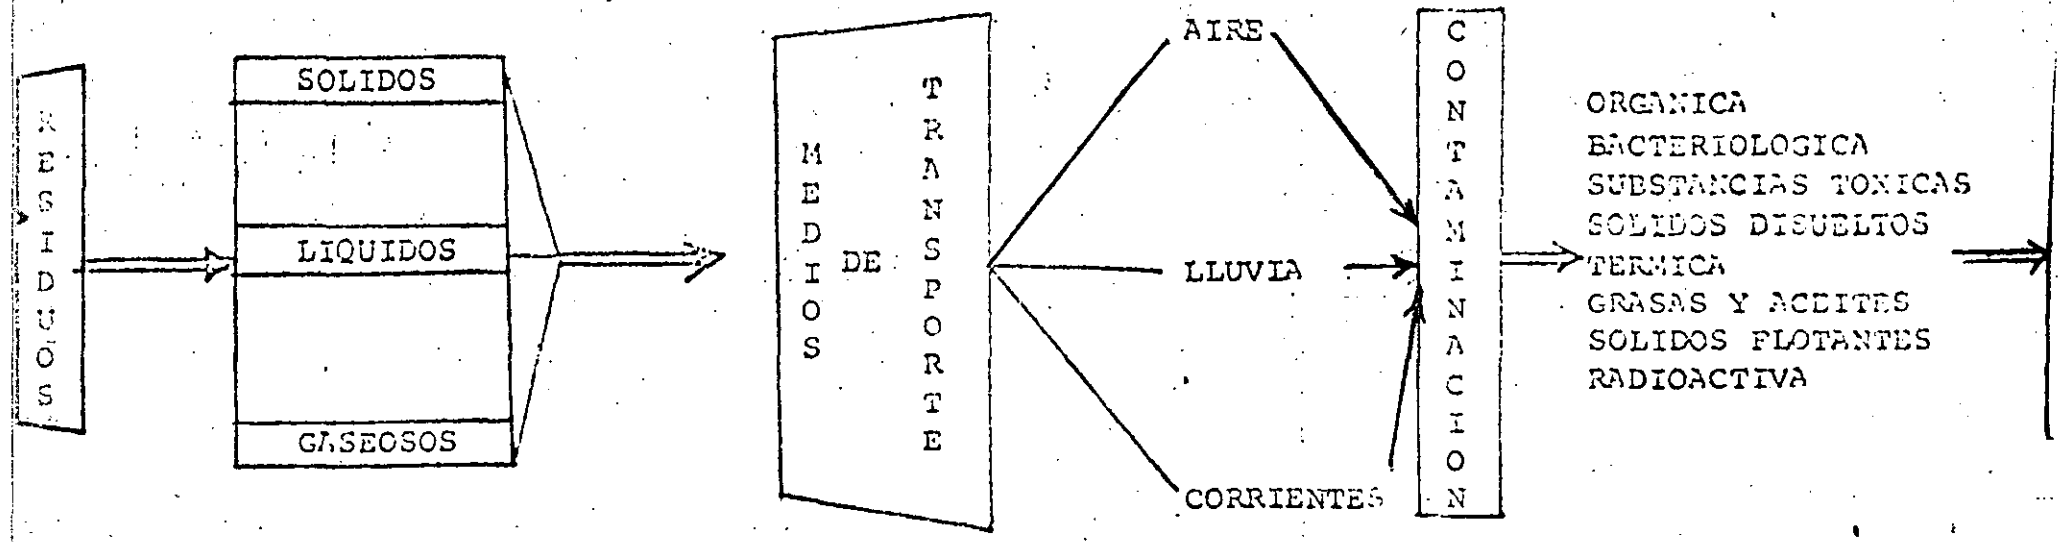 RESIDUOS
SOLIDOS
LIQUIDOS
GASEOSOS
MEDIOS
DE
TRANSPORTE
AIRE
LLUVIA
CORRIENTES
CONTAMINACION
ORGANICA
BACTERIOLOGICA
SUBSTANCIAS TOXICAS
SOLIDOS DISUELTOS
TERMICA
GRASAS Y ACEITES
SOLIDOS FLOTANTES
RADIOACTIVA